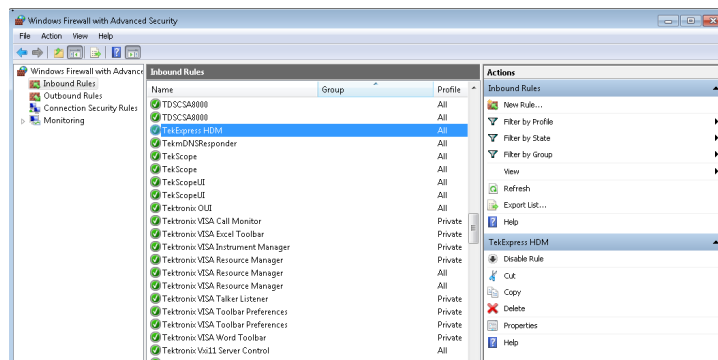 Windows Firewall with Advanced Security
File Action View Help
Windows Firewall with Advance
Inbound Rules
Outbound Rules
Connection Security Rules
Monitoring
Inbound Rules
Name Group Profile
TDSCSA8000 All
TDSCSA8000 All
TekExpress HDM All
TekmDNSResponder All
TekScope All
TekScope All
TekScopeUI All
TekScopeUI All
Tektronix OUI All
Tektronix VISA Call Monitor Private
Tektronix VISA Excel Toolbar Private
Tektronix VISA Instrument Manager Private
Tektronix VISA Resource Manager Private
Tektronix VISA Resource Manager All
Tektronix VISA Resource Manager All
Tektronix VISA Talker Listener Private
Tektronix VISA Toolbar Preferences Private
Tektronix VISA Toolbar Preferences Private
Tektronix VISA Word Toolbar Private
Tektronix Vxi11 Server Control All
Actions
Inbound Rules
New Rule...
Filter by Profile
Filter by State
Filter by Group
View
Refresh
Export List...
Help
TekExpress HDM
Disable Rule
Cut
Copy
Delete
Properties
Help